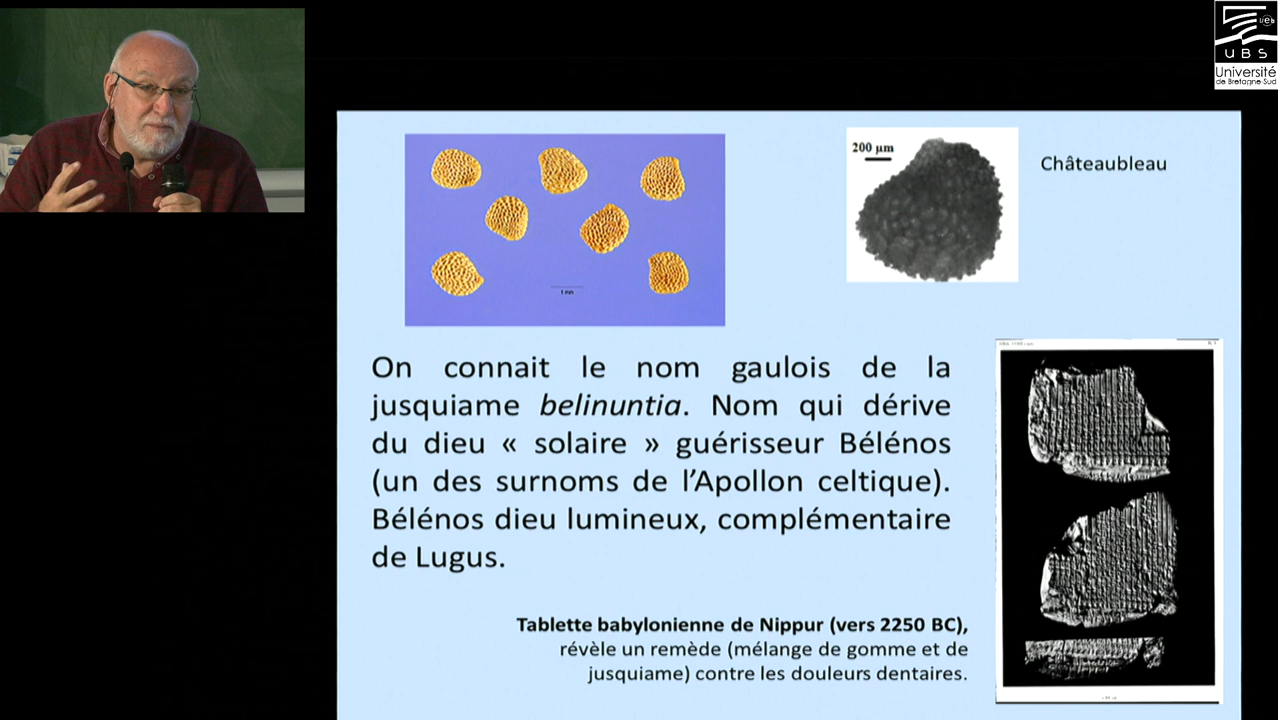 ueb
UBS
Université
de Bretagne Sud
200 µm
Châteaubleau
1 mm
On connait le nom gaulois de la
jusquiame belinuntia. Nom qui dérive
du dieu « solaire » guérisseur Bélénos
(un des surnoms de l’Apollon celtique).
Bélénos dieu lumineux, complémentaire
de Lugus.
Tablette babylonienne de Nippur (vers 2250 BC),
révèle un remède (mélange de gomme et de
jusquiame) contre les douleurs dentaires.